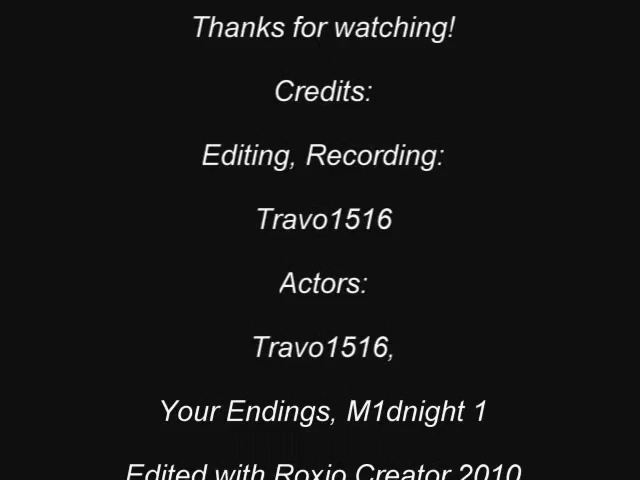 Thanks for watching!
Credits:
Editing, Recording:
Travo1516
Actors:
Travo1516,
Your Endings, M1dnight 1
Edited with Roxio Creator 2010